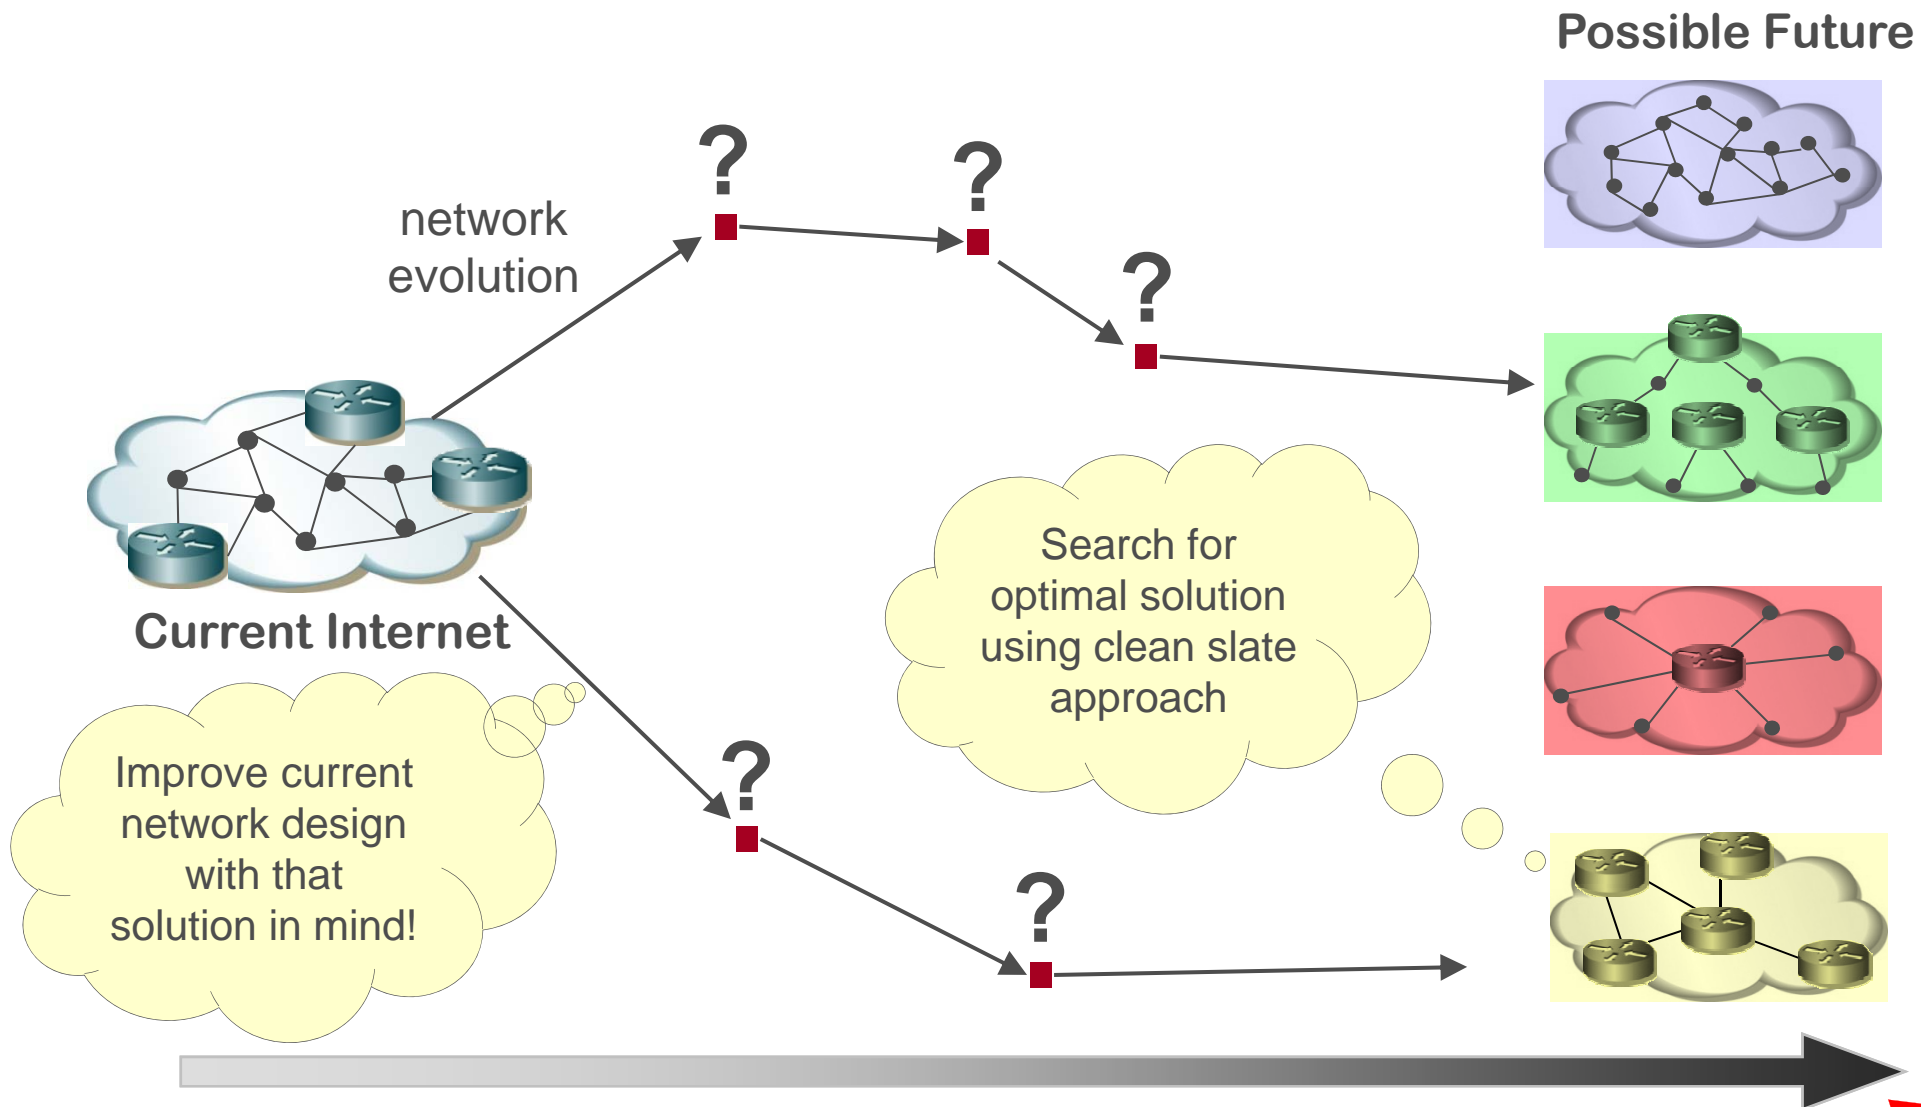 Possible Future
?
?
network
evolution
?
Current Internet
Search for
optimal solution
using clean slate
approach
Improve current
network design
with that
solution in mind!
?
?